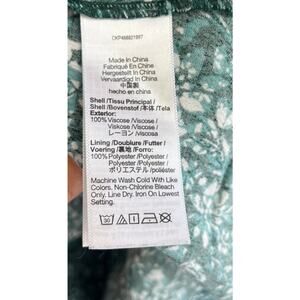 Made In China
Fabriqué En Chine
Hergestellt In China
Vervaardigd In China
中国製
hecho en china
Shell/Tissu Principal /
Shell /Bovenstof /本体 /Tela
Exterior:
100%Viscose /Viscose/
Viskose /Viscose /
レーヨン /Viscosa
Lining/Doublure /Futter /
Voering/裏地/Forro:
100%Polyester /Polyester/
Polyester /Polyester/
ポリエステル/poliéster
Machine Wash Cold With Like
Colors. Non-Chlorine Bleach
Only. Line Dry. Iron On Lowest
Setting.
30